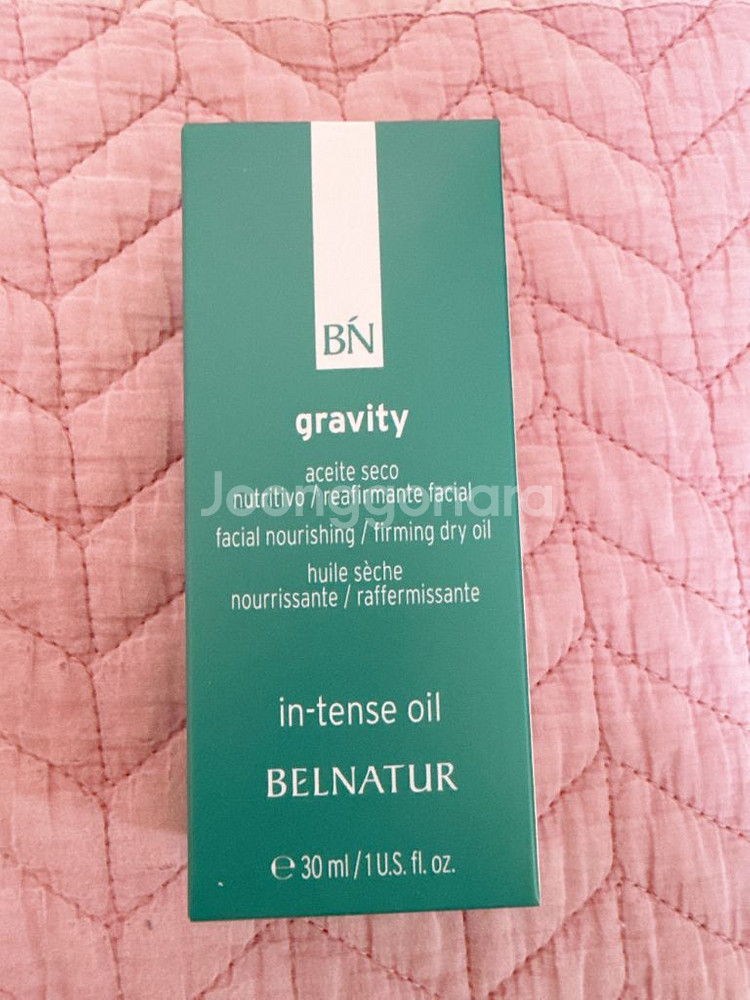 BŃ
gravity
aceite seco
nutritivo / reafirmante facial
Joonggonara
facial nourishing / firming dry oil
huile sèche
nourrissante / raffermissante
in-tense oil
BELNATUR
℮ 30 ml / 1 U.S. fl. oz.